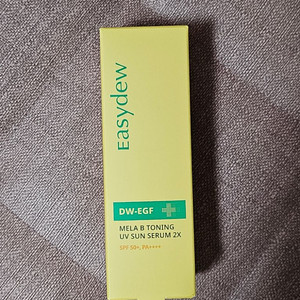 Easydew
DW-EGF
MELA B TONING
UV SUN SERUM 2X
SPF 50+, PA++++